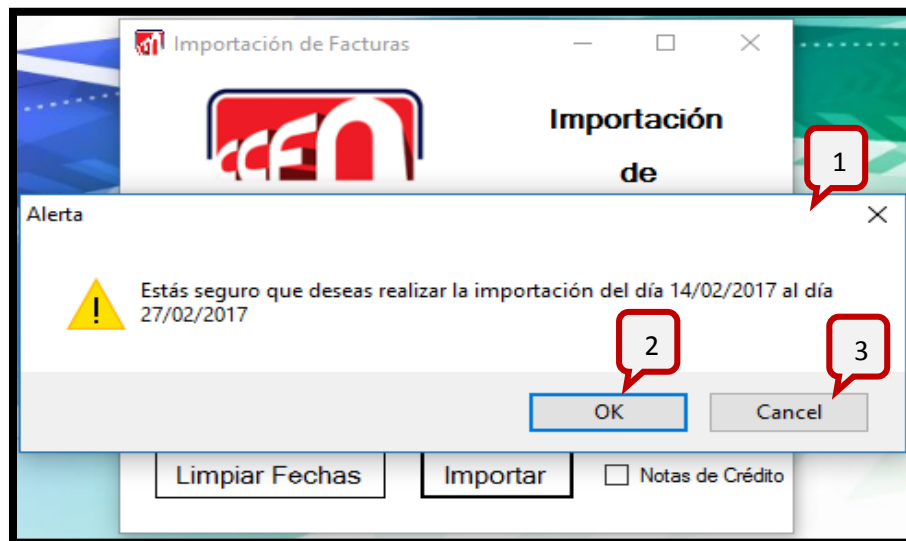 Importación de Facturas
Importación
de
1
Alerta
Estás seguro que deseas realizar la importación del día 14/02/2017 al día
27/02/2017
2
3
OK
Cancel
Limpiar Fechas
Importar
Notas de Crédito